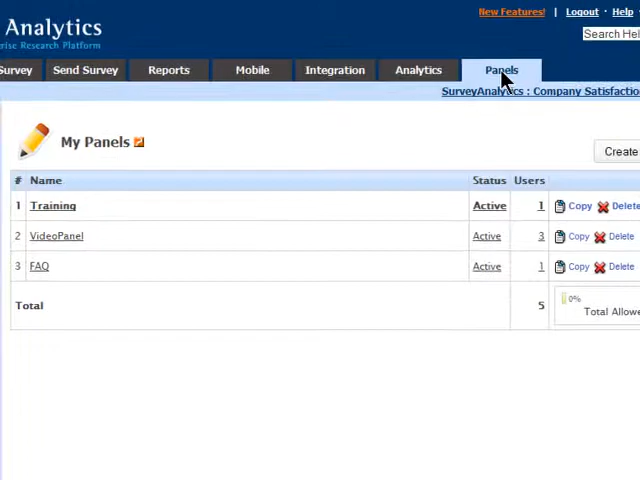 New Features! · Logout · Help
Analytics
rise Research Platform
Search Hel
Survey Send Survey Reports Mobile Integration Analytics Panels
SurveyAnalytics : Company Satisfactio
My Panels
Create
# Name Status Users
1 Training Active 1 Copy Delete
2 VideoPanel Active 3 Copy Delete
3 FAQ Active 1 Copy Delete
Total 5
0%
Total Allowe